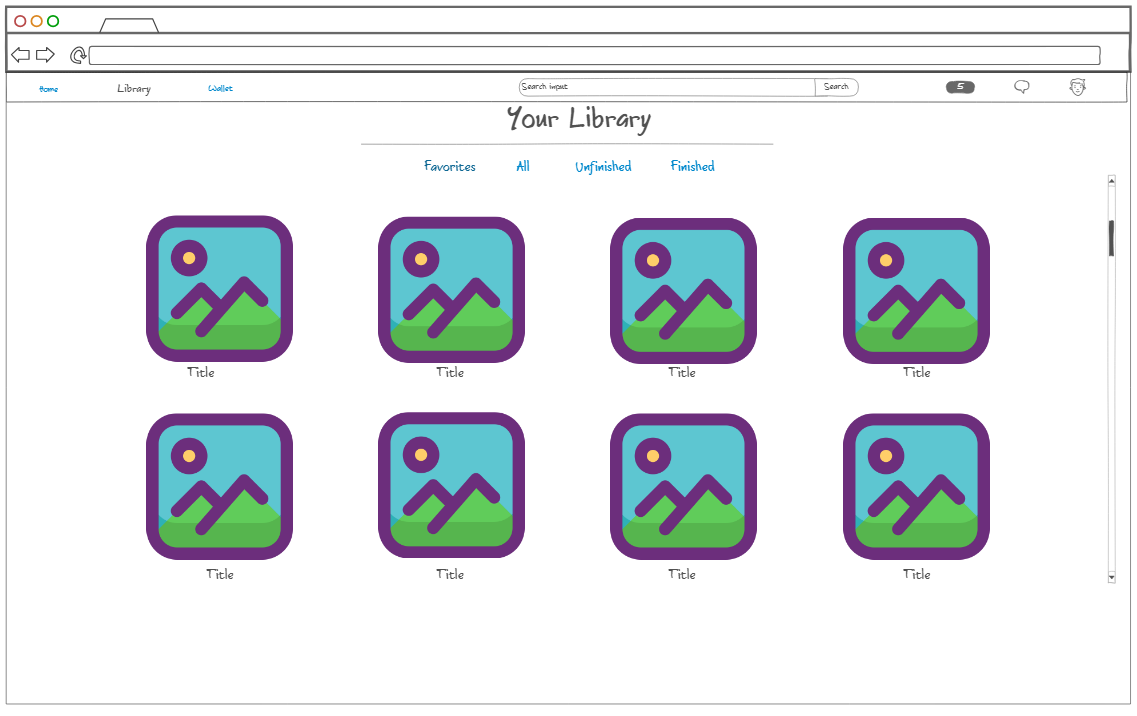 Home Library Wallet Search input Search 5
Your Library
Favorites All Unfinished Finished
Title Title Title Title
Title Title Title Title